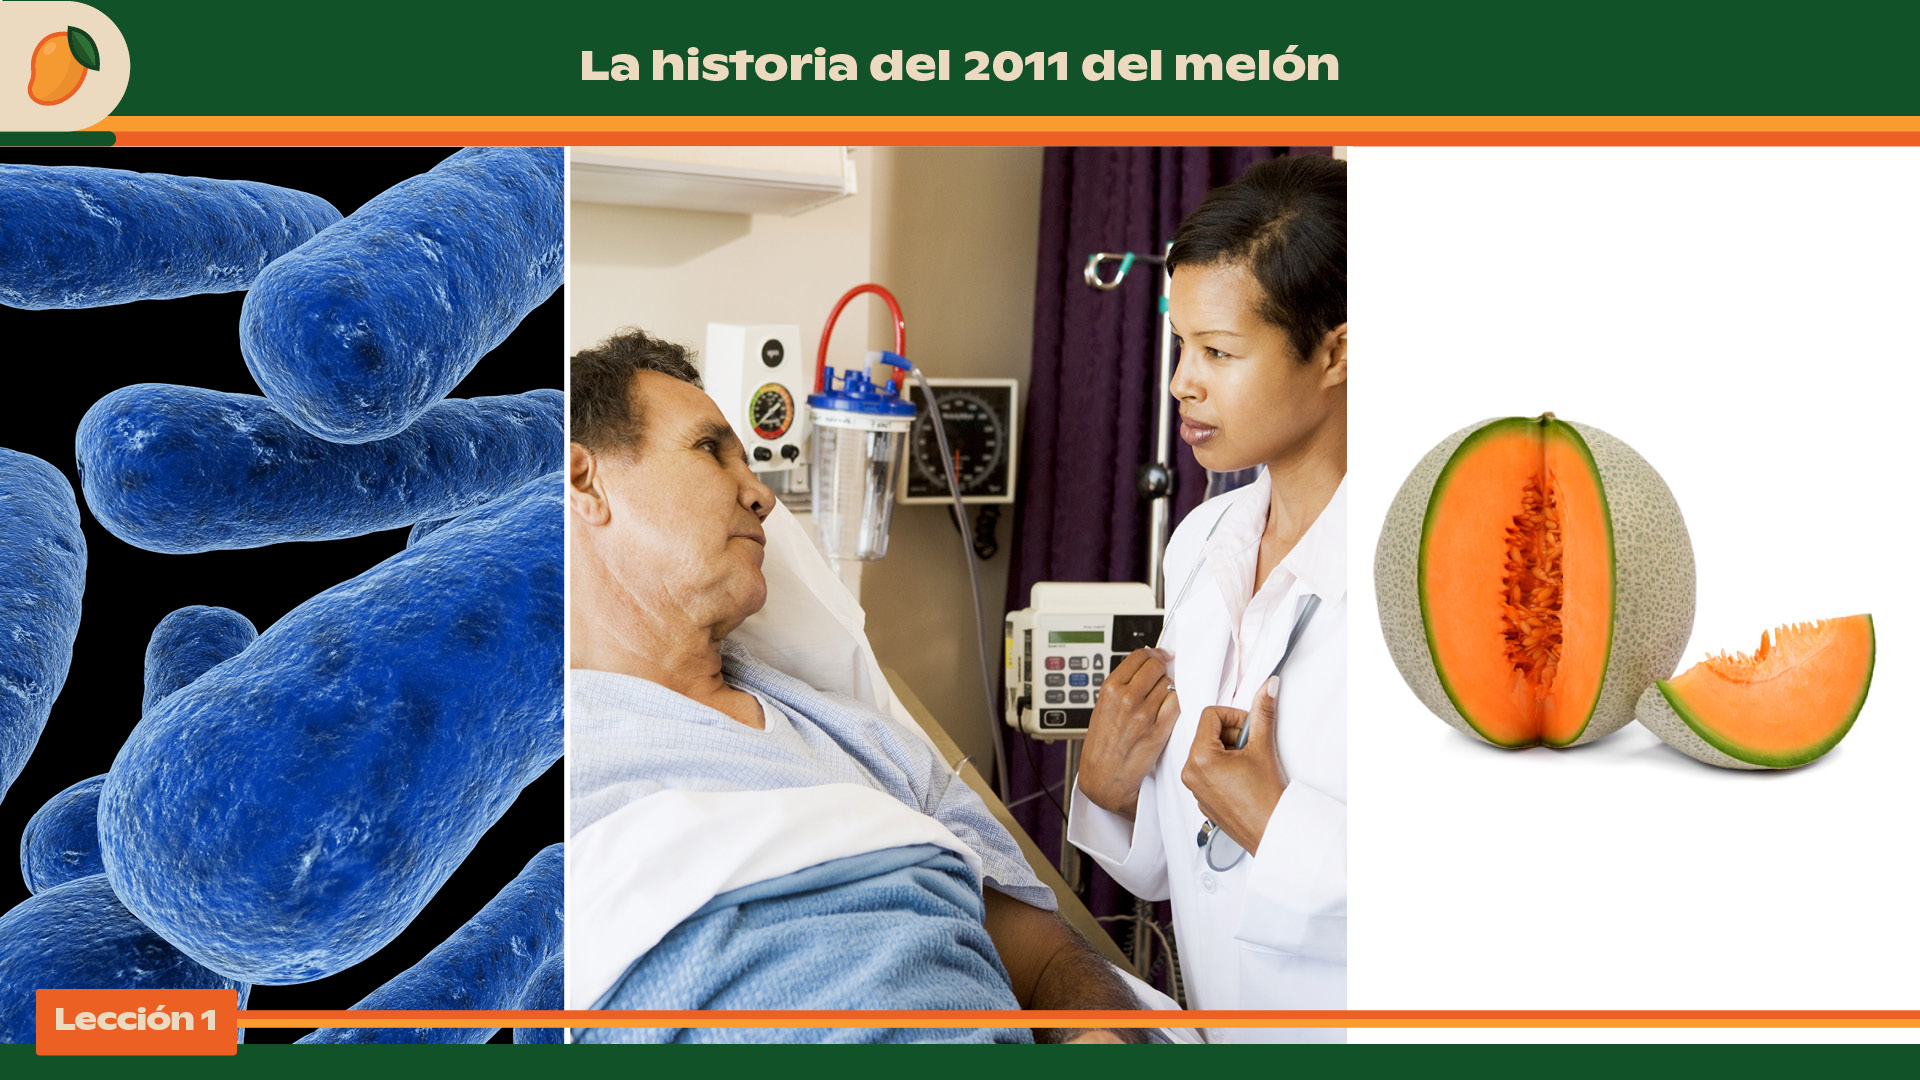 La historia del 2011 del melón
Lección 1